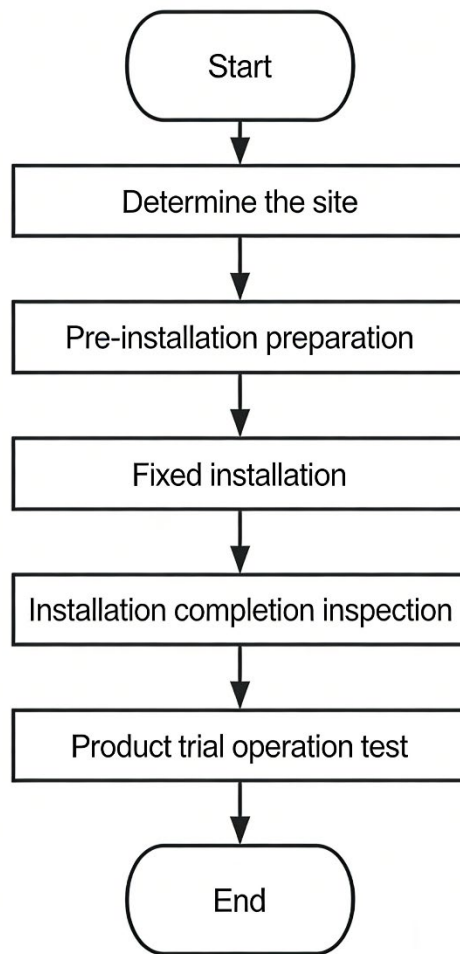 Start
Determine the site
Pre-installation preparation
Fixed installation
Installation completion inspection
Product trial operation test
End